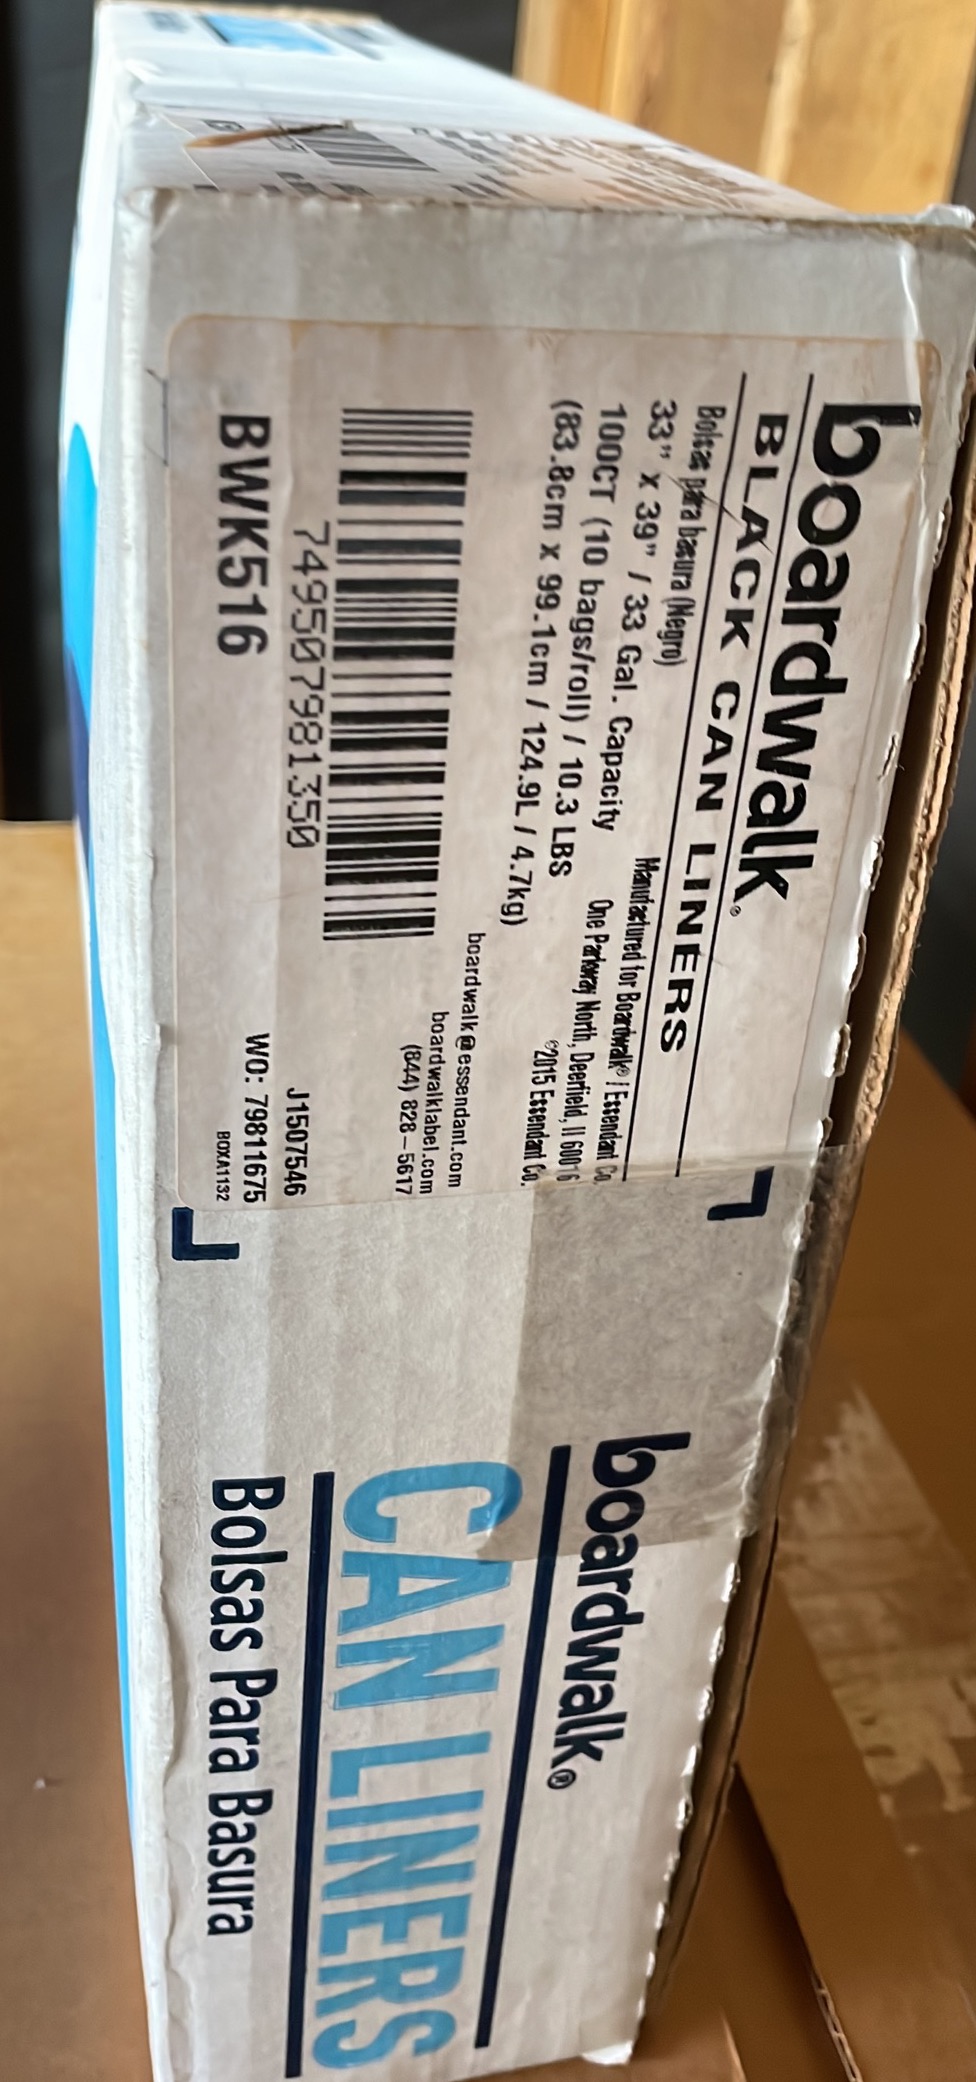 boardwalk®
BLACK CAN LINERS
Bolsas para basura (Negro)
33" x 39" / 33 Gal. Capacity
100CT (10 bags/roll) / 10.3 LBS
(83.8cm x 99.1cm / 124.9L / 4.7kg)
Manufactured for Boardwalk® / Essendant Co.
One Parkway North, Deerfield, Il 60016
©2015 Essendant Co.
boardwalk@essendant.com
boardwalklabel.com
(844) 828-5617
749507981350
BWK516
J1507546
WO: 79811675
BOXA1132
boardwalk®
CAN LINERS
Bolsas Para Basura